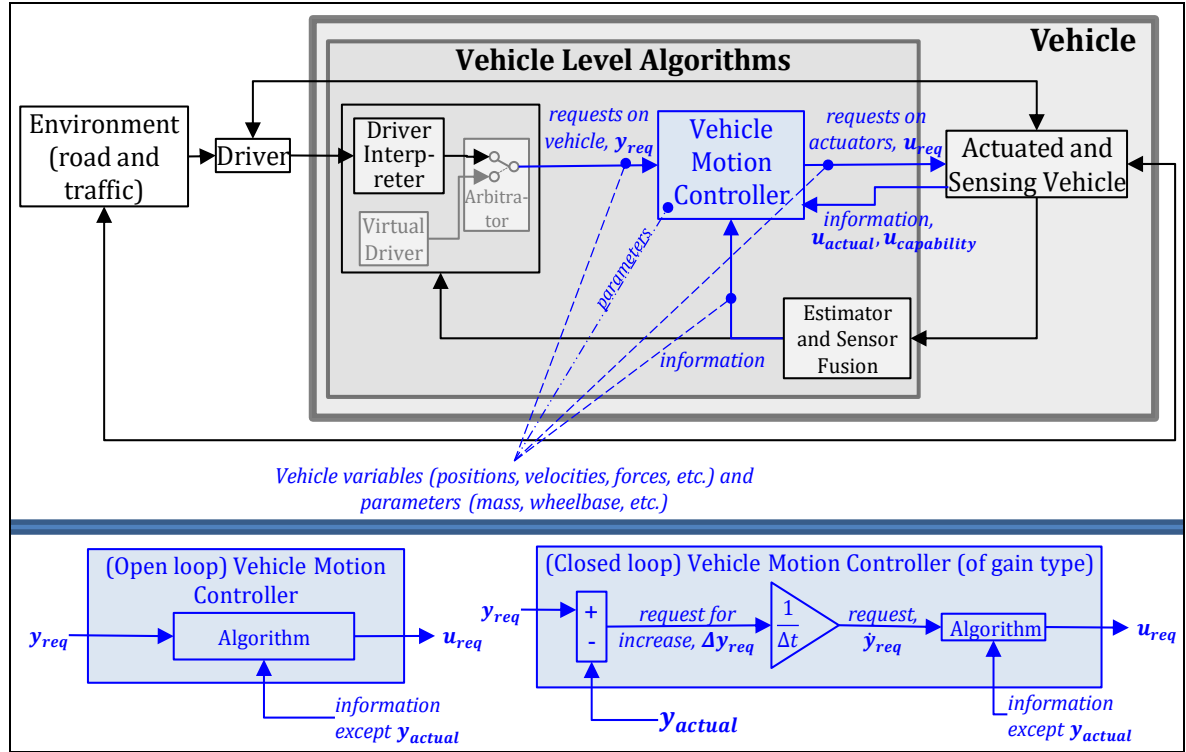 Vehicle
Vehicle Level Algorithms
Environment
(road and
traffic)
Driver
Driver
Interp-
reter
Virtual
Driver
Arbitra-
tor
requests on
vehicle, y_req
Vehicle
Motion
Controller
requests on
actuators, u_req
Actuated and
Sensing Vehicle
information,
u_actual, u_capability
parameters
Estimator
and Sensor
Fusion
information
Vehicle variables (positions, velocities, forces, etc.) and
parameters (mass, wheelbase, etc.)
(Open loop) Vehicle Motion
Controller
y_req
Algorithm
u_req
information
except y_actual
(Closed loop) Vehicle Motion Controller (of gain type)
y_req
+
-
request for
increase, Δy_req
1
Δt
request,
ẏ_req
Algorithm
u_req
y_actual
information
except y_actual